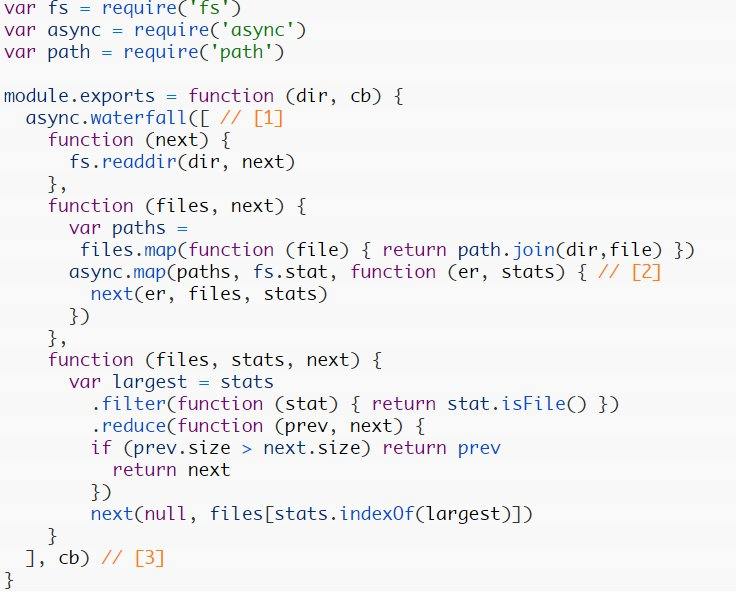 var fs = require('fs')
var async = require('async')
var path = require('path')

module.exports = function (dir, cb) {
  async.waterfall([ // [1]
    function (next) {
      fs.readdir(dir, next)
    },
    function (files, next) {
      var paths =
       files.map(function (file) { return path.join(dir,file) })
      async.map(paths, fs.stat, function (er, stats) { // [2]
        next(er, files, stats)
      })
    },
    function (files, stats, next) {
      var largest = stats
        .filter(function (stat) { return stat.isFile() })
        .reduce(function (prev, next) {
        if (prev.size > next.size) return prev
          return next
        })
        next(null, files[stats.indexOf(largest)])
    }
  ], cb) // [3]
}